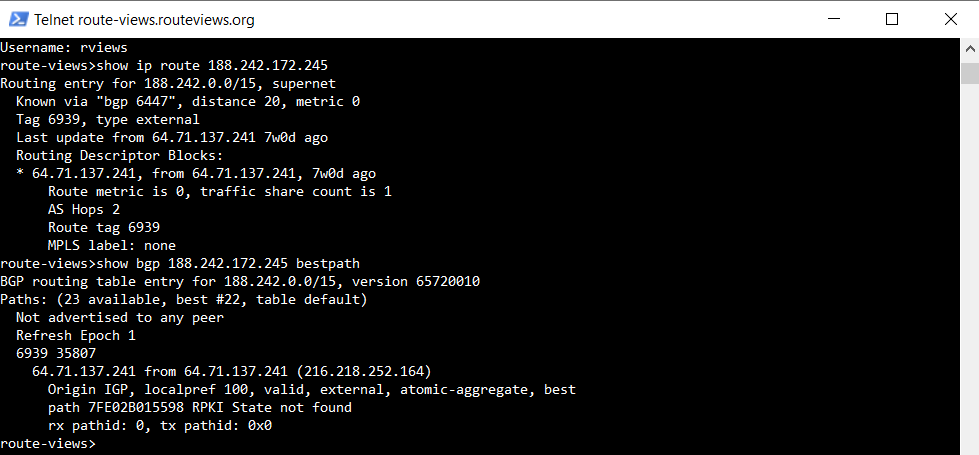 Telnet route-views.routeviews.org
Username: rviews
route-views>show ip route 188.242.172.245
Routing entry for 188.242.0.0/15, supernet
  Known via "bgp 6447", distance 20, metric 0
  Tag 6939, type external
  Last update from 64.71.137.241 7w0d ago
  Routing Descriptor Blocks:
  * 64.71.137.241, from 64.71.137.241, 7w0d ago
      Route metric is 0, traffic share count is 1
      AS Hops 2
      Route tag 6939
      MPLS label: none
route-views>show bgp 188.242.172.245 bestpath
BGP routing table entry for 188.242.0.0/15, version 65720010
Paths: (23 available, best #22, table default)
  Not advertised to any peer
  Refresh Epoch 1
  6939 35807
    64.71.137.241 from 64.71.137.241 (216.218.252.164)
      Origin IGP, localpref 100, valid, external, atomic-aggregate, best
      path 7FE02B015598 RPKI State not found
      rx pathid: 0, tx pathid: 0x0
route-views>